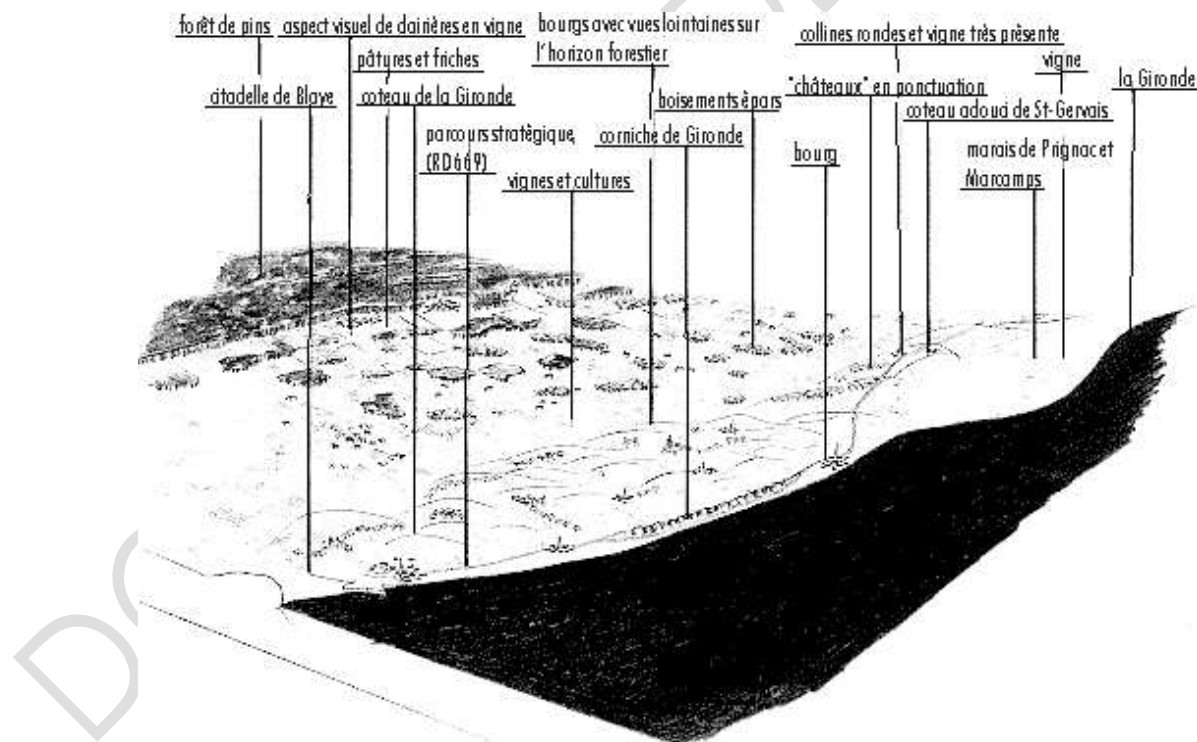 forêt de pins
aspect visuel de clairières en vigne
bourgs avec vues lointaines sur
l'horizon forestier
collines rondes et vigne très présente
pâtures et friches
vigne
la Gironde
citadelle de Blaye
coteau de la Gironde
boisements épars
"châteaux" en ponctuation
coteau adouci de St-Gervais
parcours stratégique,
(RD669)
corniche de Gironde
bourg
marais de Prignac et
Marcamps
vignes et cultures